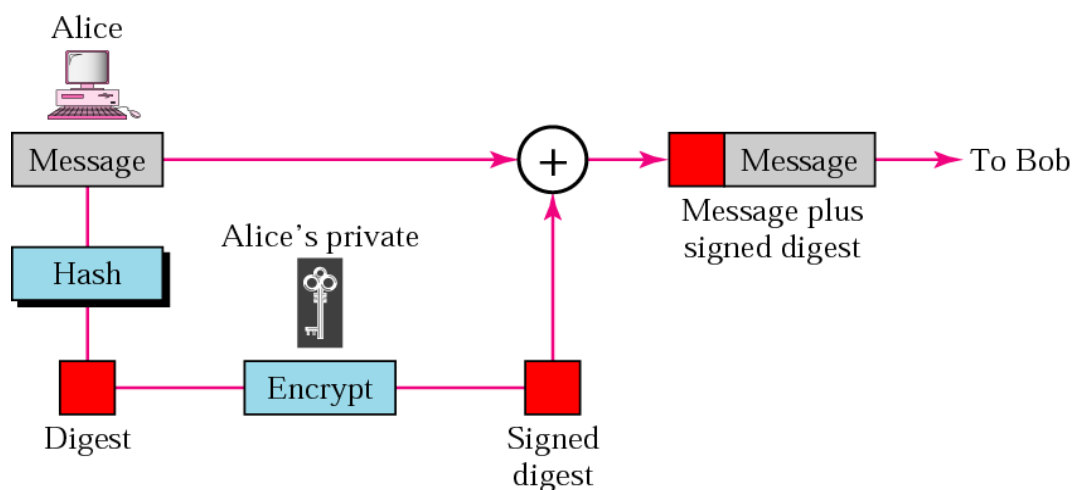 Alice
Message
+
Message
To Bob
Message plus
signed digest
Alice's private
Hash
Encrypt
Digest
Signed
digest